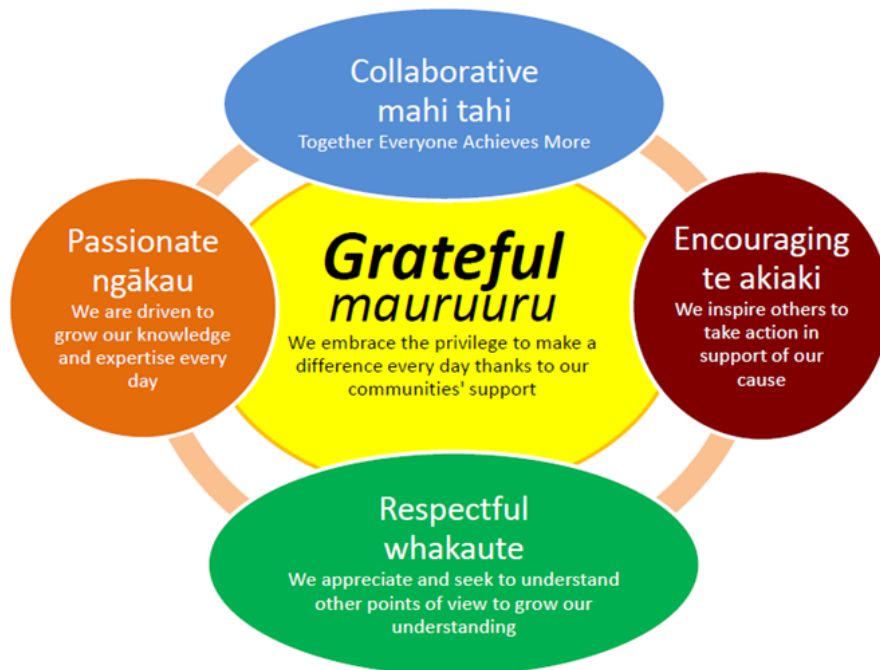 Collaborative
mahi tahi
Together Everyone Achieves More
Passionate
ngākau
We are driven to
grow our knowledge
and expertise every
day
Grateful
mauruuru
We embrace the privilege to make a
difference every day thanks to our
communities' support
Encouraging
te akiaki
We inspire others to
take action in
support of our
cause
Respectful
whakaute
We appreciate and seek to understand
other points of view to grow our
understanding